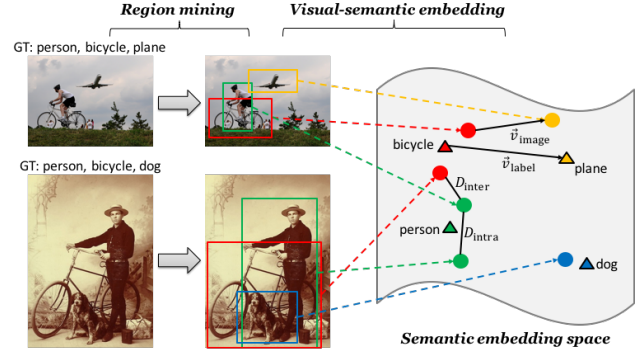 Region mining
Visual-semantic embedding
GT: person, bicycle, plane
GT: person, bicycle, dog
bicycle
v⃗image
v⃗label
plane
Dinter
person
Dintra
dog
Semantic embedding space